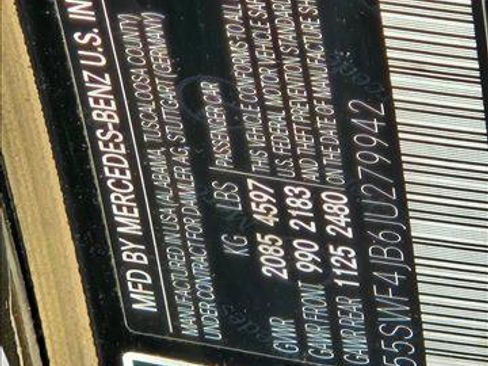 MFD BY MERCEDES-BENZ U.S. IN
MANUFACTURED IN USA (ALABAMA, TUSCALOOSA COUNTY)
UNDER CONTRACT FOR DAIMLER AG, STUTTGART (GERMANY)
KG LBS
GVWR 2085 4597
GAWR FRONT 990 2183
GAWR REAR 1125 2480
PASSENGER CAR
THIS VEHICLE CONFORMS TO ALL
U.S. FEDERAL MOTOR VEHICLE SAF
AND THEFT PREVENTION STANDARD
ON THE DATE OF MANUFACTURE SH
55SWF4JB6JU279942